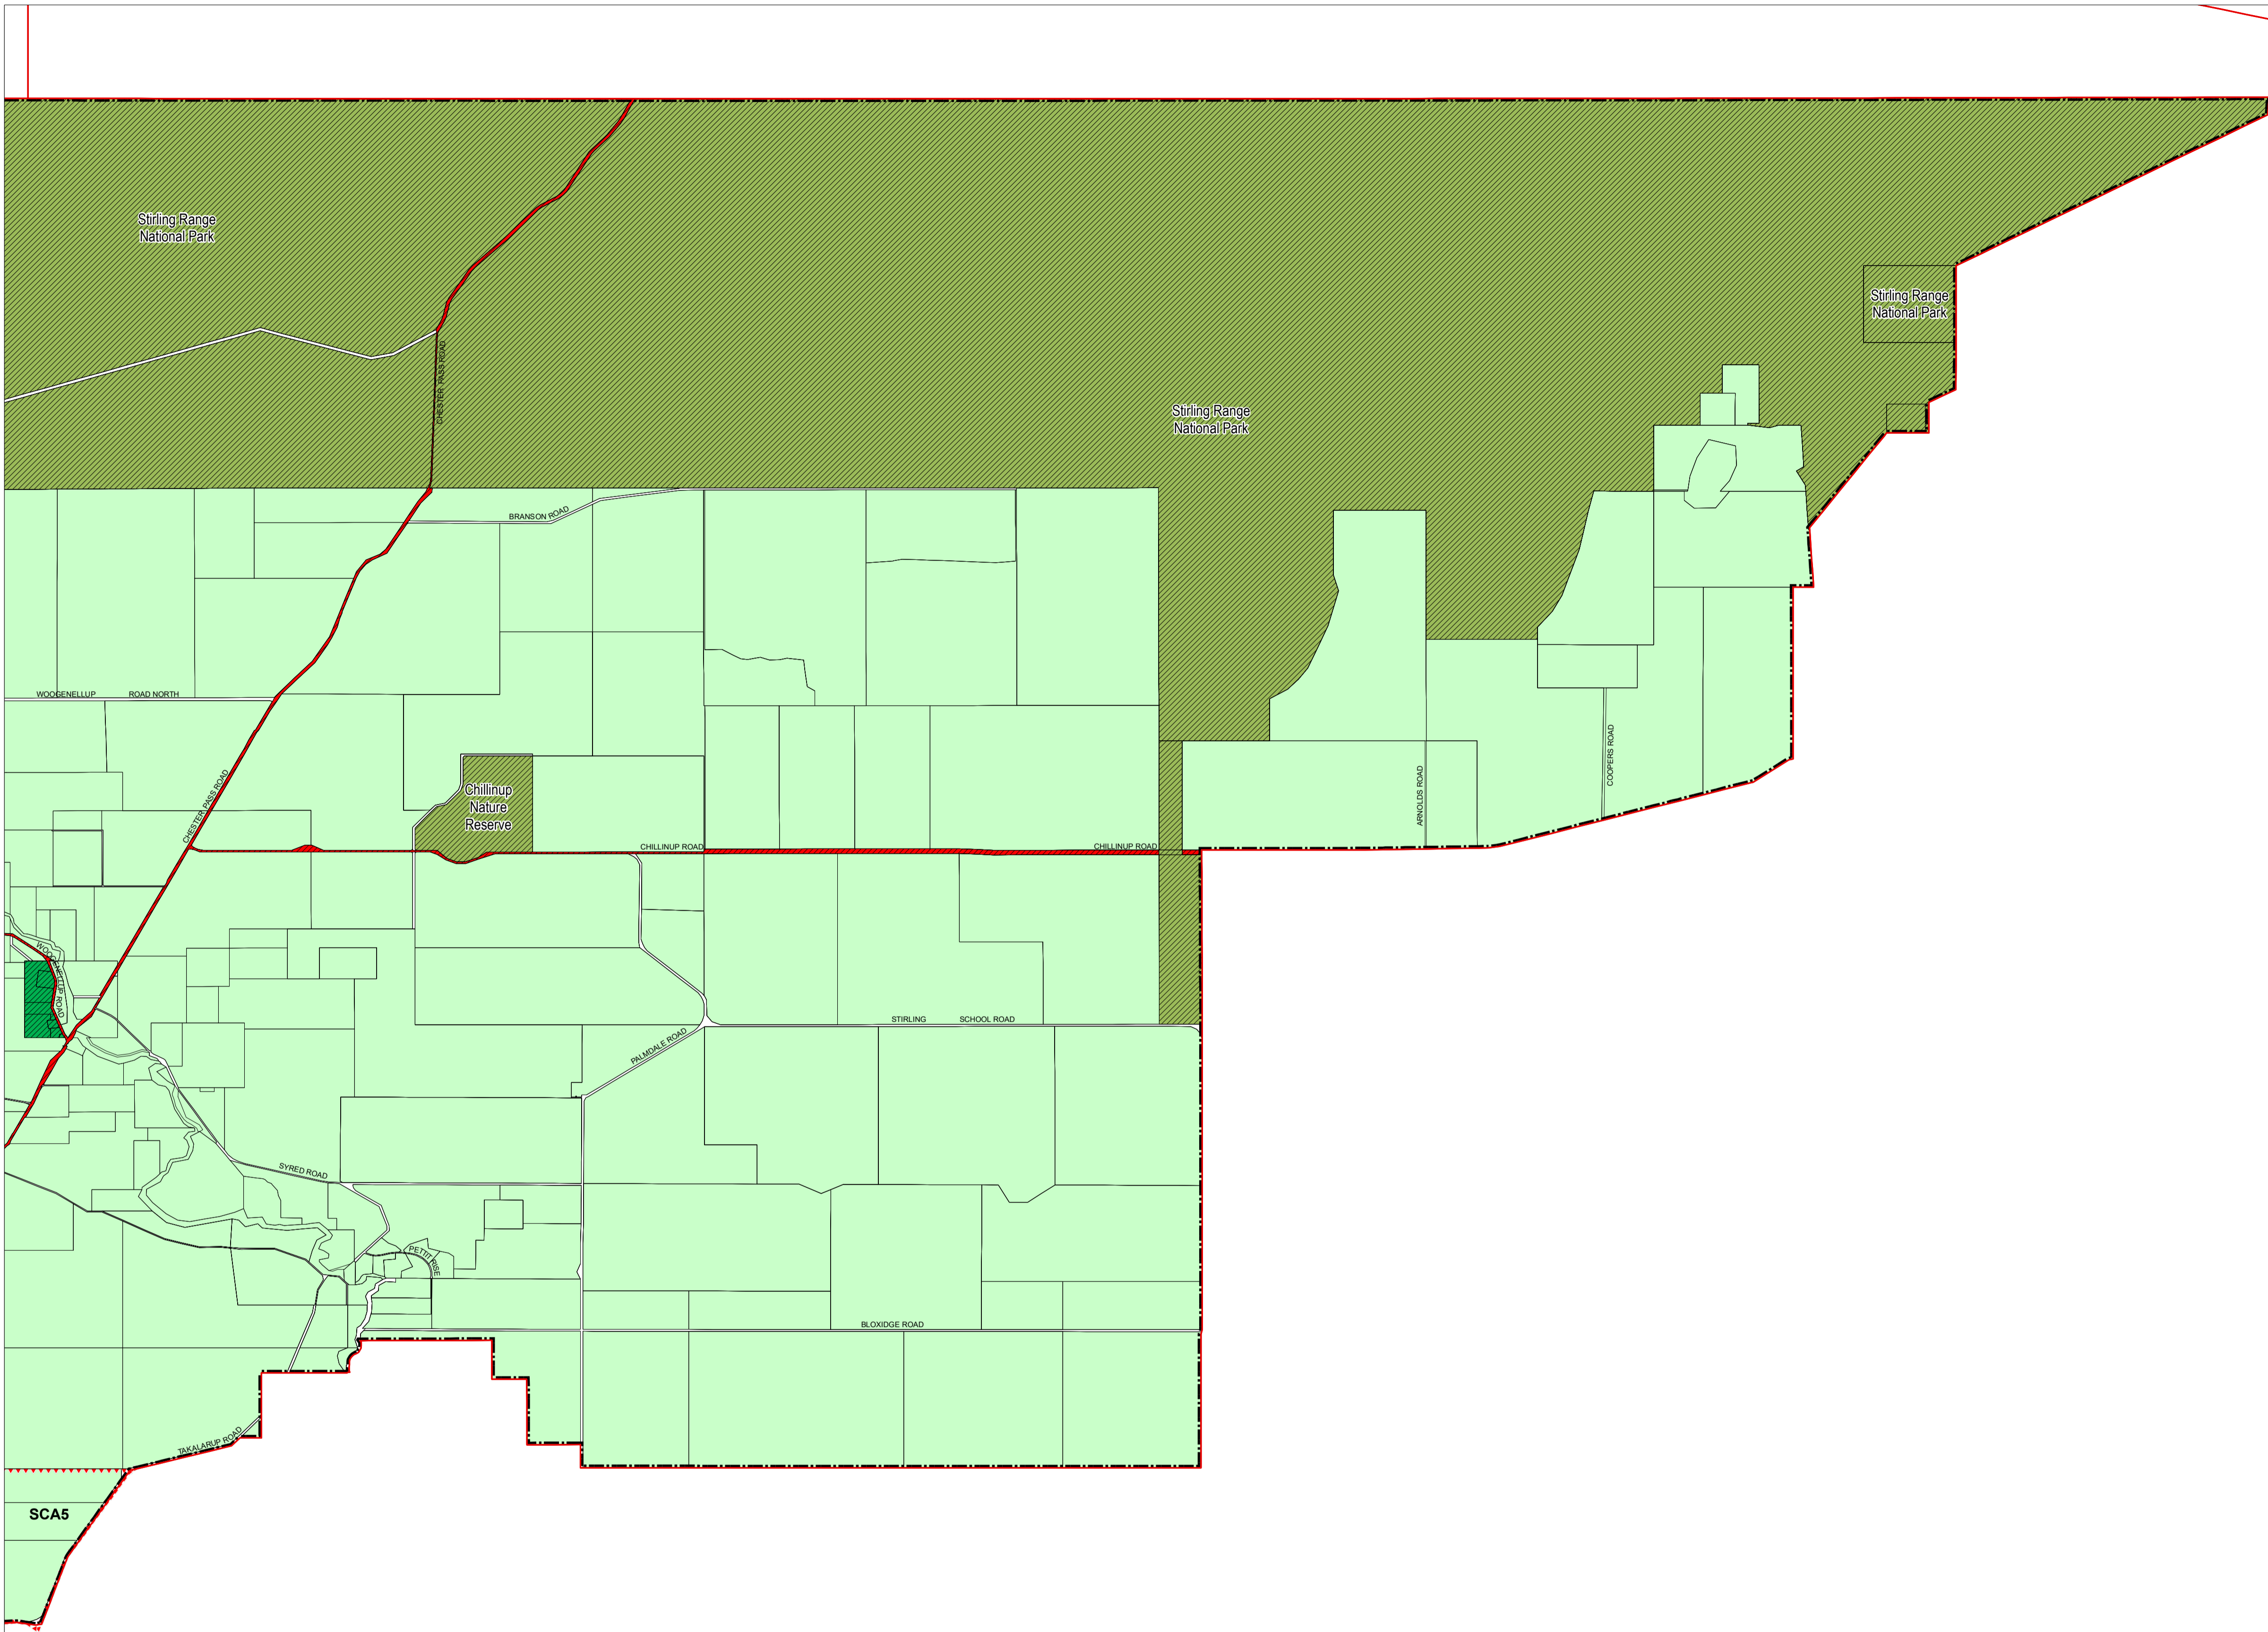 Stirling Range
National Park
Stirling Range
National Park
CHESTER PASS ROAD
Stirling Range
National Park
BRANSON ROAD
WOOGENELLUP ROAD NORTH
CHESTER PASS ROAD
Chillinup
Nature
Reserve
ARNOLDS ROAD
COOPERS ROAD
CHILLINUP ROAD
CHILLINUP ROAD
WOOGENELLUP ROAD
STIRLING SCHOOL ROAD
PALMDALE ROAD
SYRED ROAD
PETTIT RISE
BLOXIDGE ROAD
TAKALARUP ROAD
SCA5